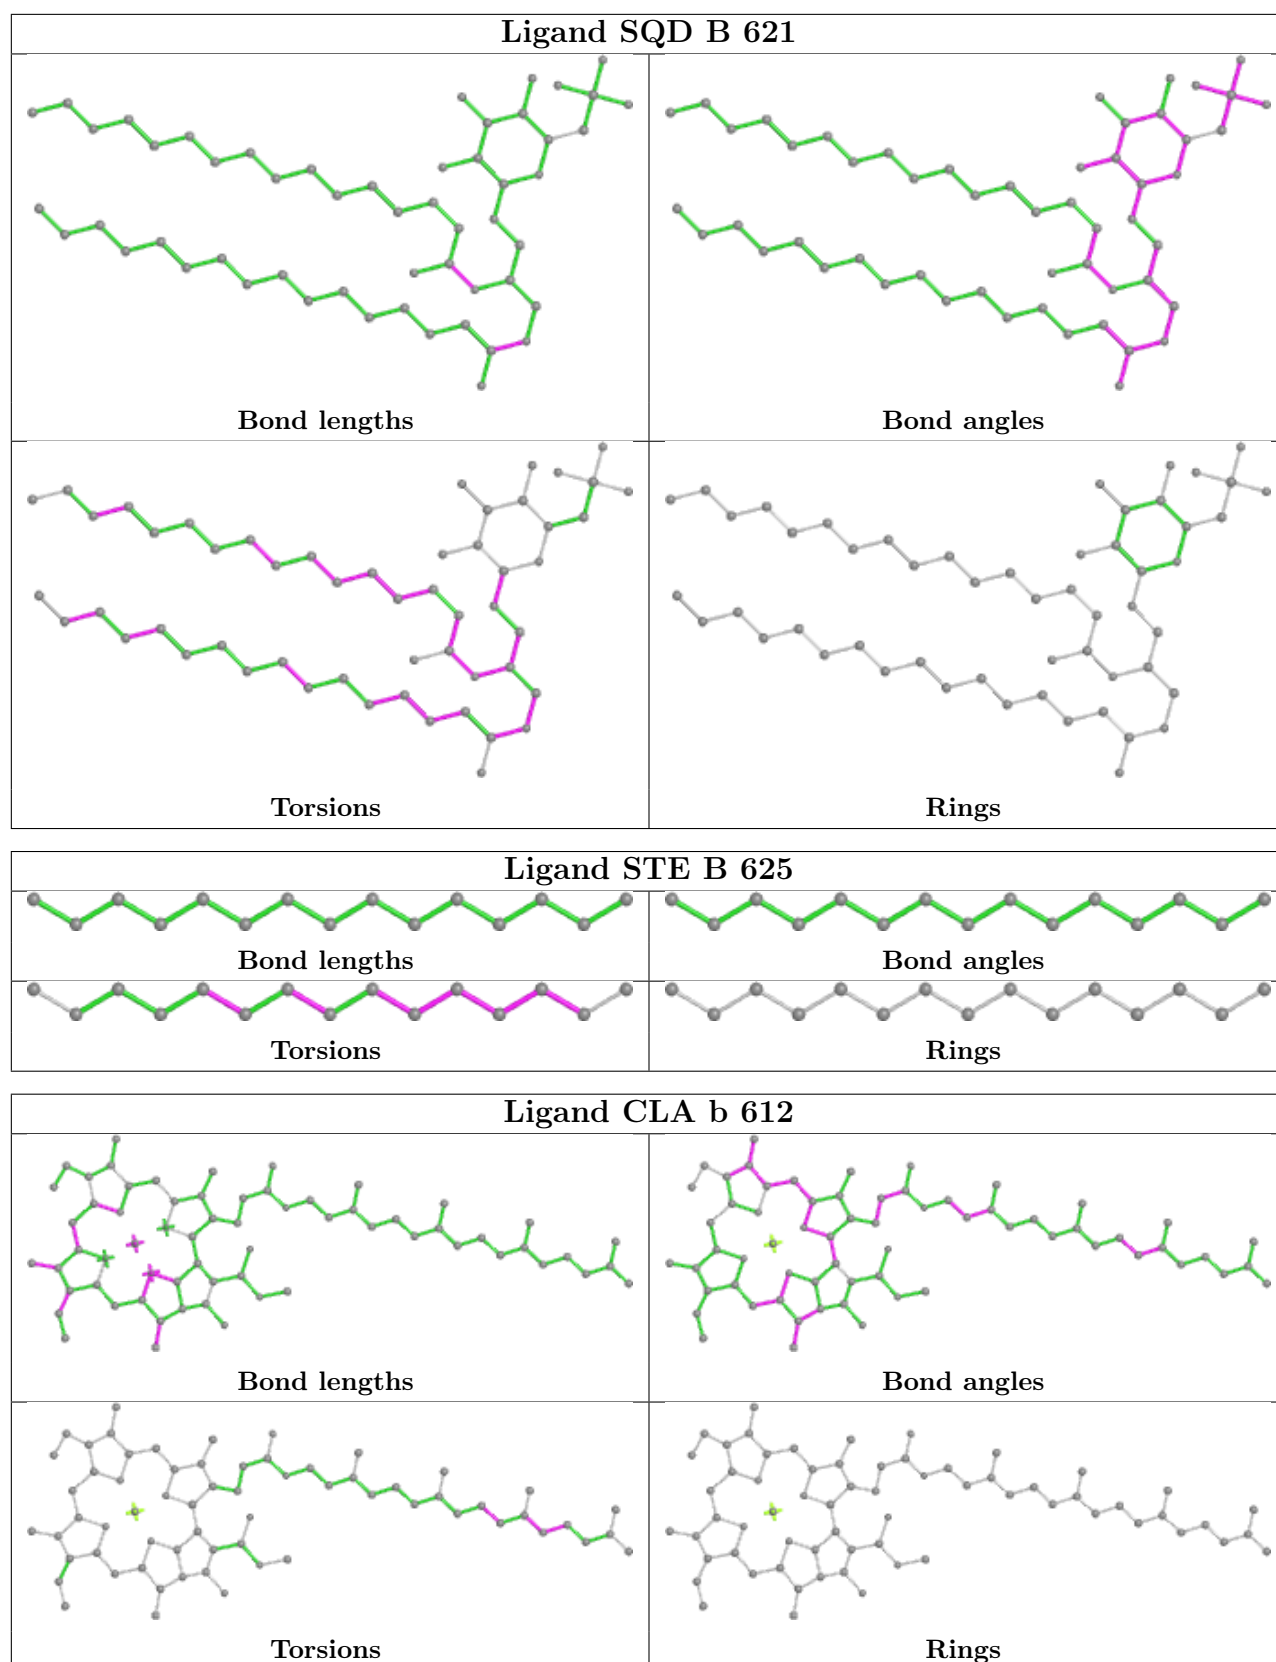 Ligand SQD B 621
Bond lengths
Bond angles
Torsions
Rings
Ligand STE B 625
Bond lengths
Bond angles
Torsions
Rings
Ligand CLA b 612
Bond lengths
Bond angles
Torsions
Rings